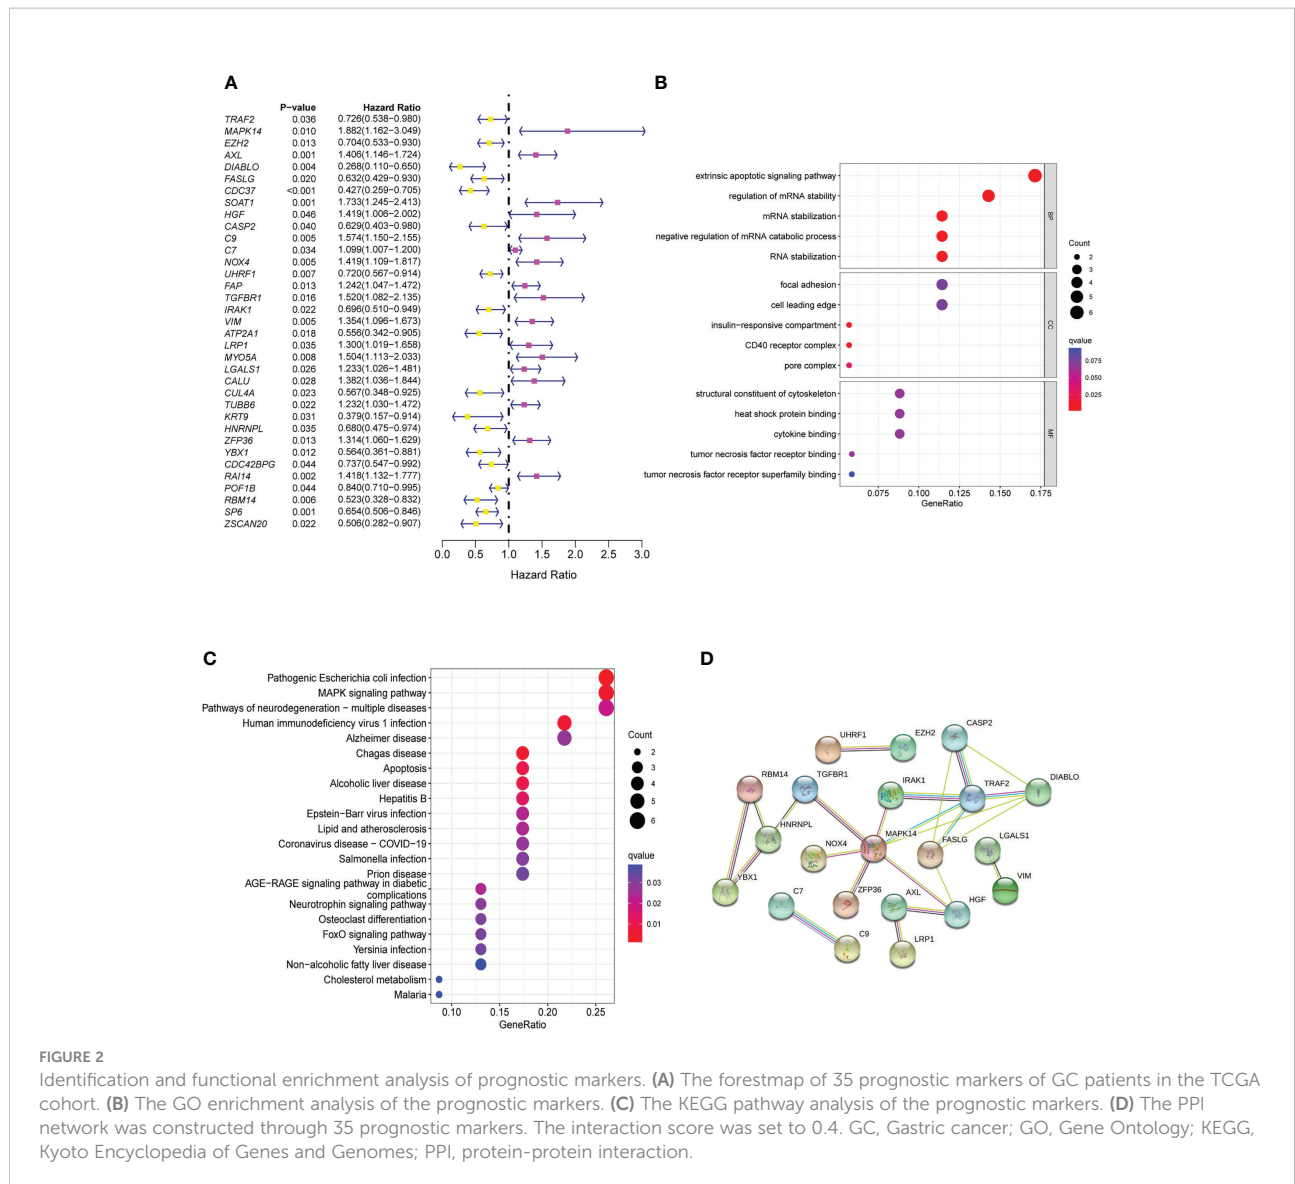 A
P-value Hazard Ratio
TRAF2 0.036 0.726(0.538-0.980)
MAPK14 0.010 1.882(1.162-3.049)
EZH2 0.013 0.704(0.533-0.930)
AXL 0.001 1.406(1.146-1.724)
DIABLO 0.004 0.268(0.110-0.650)
FASLG 0.020 0.632(0.429-0.930)
CDC37 <0.001 0.427(0.259-0.705)
SOAT1 0.001 1.733(1.245-2.413)
HGF 0.046 1.419(1.006-2.002)
CASP2 0.040 0.629(0.403-0.980)
C9 0.005 1.574(1.150-2.155)
C7 0.034 1.099(1.007-1.200)
NOX4 0.005 1.419(1.109-1.817)
UHRF1 0.007 0.720(0.567-0.914)
FAP 0.013 1.242(1.047-1.472)
TGFBR1 0.016 1.520(1.082-2.135)
IRAK1 0.022 0.696(0.510-0.949)
VIM 0.005 1.354(1.096-1.673)
ATP2A1 0.018 0.556(0.342-0.905)
LRP1 0.035 1.300(1.019-1.658)
MYO5A 0.008 1.504(1.113-2.033)
LGALS1 0.026 1.233(1.026-1.481)
CALU 0.028 1.382(1.036-1.844)
CUL4A 0.023 0.567(0.348-0.925)
TUBB6 0.022 1.232(1.030-1.472)
KRT9 0.031 0.379(0.157-0.914)
HNRNPL 0.035 0.680(0.475-0.974)
ZFP36 0.013 1.314(1.060-1.629)
YBX1 0.012 0.564(0.361-0.881)
CDC42BPG 0.044 0.737(0.547-0.992)
RAI14 0.002 1.418(1.132-1.777)
POF1B 0.044 0.840(0.710-0.995)
RBM14 0.006 0.523(0.328-0.832)
SP6 0.001 0.654(0.506-0.846)
ZSCAN20 0.022 0.506(0.282-0.907)
0.0 0.5 1.0 1.5 2.0 2.5 3.0
Hazard Ratio
B
extrinsic apoptotic signaling pathway
regulation of mRNA stability
mRNA stabilization
negative regulation of mRNA catabolic process
RNA stabilization
BP
focal adhesion
cell leading edge
insulin-responsive compartment
CD40 receptor complex
pore complex
CC
structural constituent of cytoskeleton
heat shock protein binding
cytokine binding
tumor necrosis factor receptor binding
tumor necrosis factor receptor superfamily binding
MF
0.075 0.100 0.125 0.150 0.175
GeneRatio
Count
2
3
4
5
6
qvalue
0.075
0.050
0.025
C
Pathogenic Escherichia coli infection
MAPK signaling pathway
Pathways of neurodegeneration - multiple diseases
Human immunodeficiency virus 1 infection
Alzheimer disease
Chagas disease
Apoptosis
Alcoholic liver disease
Hepatitis B
Epstein-Barr virus infection
Lipid and atherosclerosis
Coronavirus disease - COVID-19
Salmonella infection
Prion disease
AGE-RAGE signaling pathway in diabetic
complications
Neurotrophin signaling pathway
Osteoclast differentiation
FoxO signaling pathway
Yersinia infection
Non-alcoholic fatty liver disease
Cholesterol metabolism
Malaria
0.10 0.15 0.20 0.25
GeneRatio
Count
2
3
4
5
6
qvalue
0.03
0.02
0.01
D
CASP2
UHRF1
EZH2
RBM14
TGFBR1
IRAK1
TRAF2
DIABLO
HNRNPL
MAPK14
NOX4
FASLG
LGALS1
YBX1
VIM
C7
ZFP36
AXL
HGF
C9
LRP1
FIGURE 2
Identification and functional enrichment analysis of prognostic markers. (A) The forestmap of 35 prognostic markers of GC patients in the TCGA
cohort. (B) The GO enrichment analysis of the prognostic markers. (C) The KEGG pathway analysis of the prognostic markers. (D) The PPI
network was constructed through 35 prognostic markers. The interaction score was set to 0.4. GC, Gastric cancer; GO, Gene Ontology; KEGG,
Kyoto Encyclopedia of Genes and Genomes; PPI, protein-protein interaction.